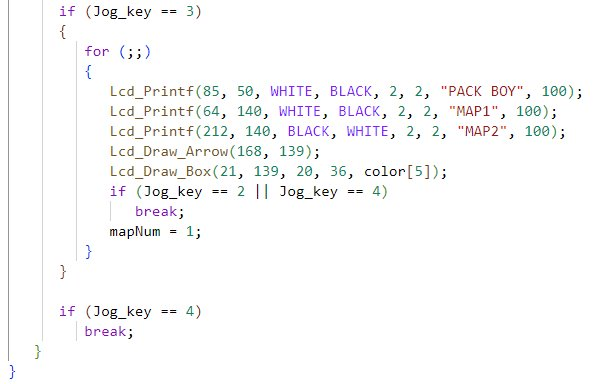 if (Jog_key == 3)
{
for (;;)
{
Lcd_Printf(85, 50, WHITE, BLACK, 2, 2, "PACK BOY", 100);
Lcd_Printf(64, 140, WHITE, BLACK, 2, 2, "MAP1", 100);
Lcd_Printf(212, 140, BLACK, WHITE, 2, 2, "MAP2", 100);
Lcd_Draw_Arrow(168, 139);
Lcd_Draw_Box(21, 139, 20, 36, color[5]);
if (Jog_key == 2 || Jog_key == 4)
break;
mapNum = 1;
}
}
if (Jog_key == 4)
break;
}
}